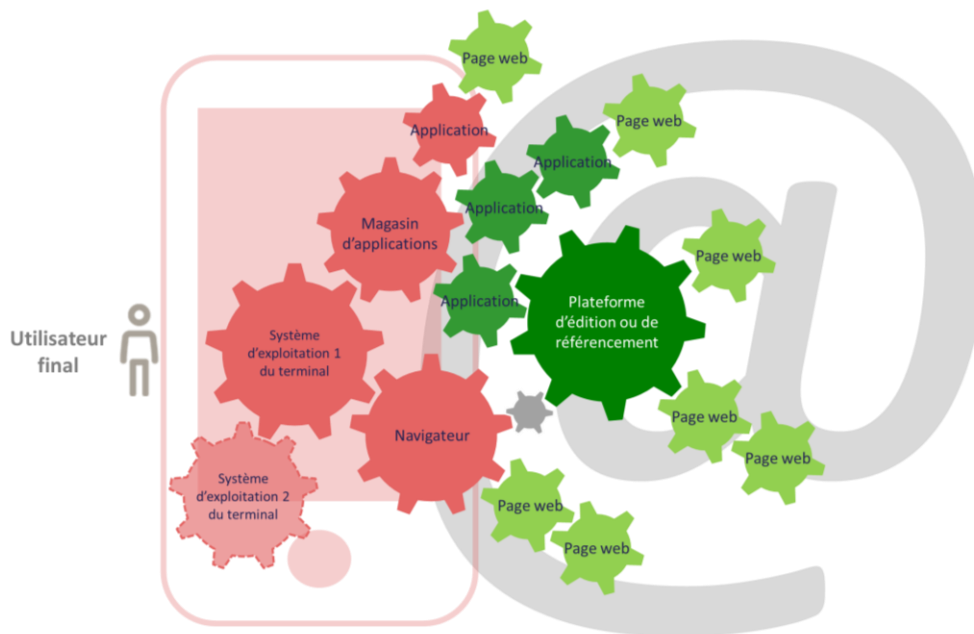 Page web
Application
Page web
Application
Application
Magasin
d'applications
Page web
Application
Plateforme
d'édition ou de
référencement
Utilisateur
final
Système
d'exploitation 1
du terminal
Page web
Navigateur
Page web
Système
d'exploitation 2
du terminal
Page web
Page web